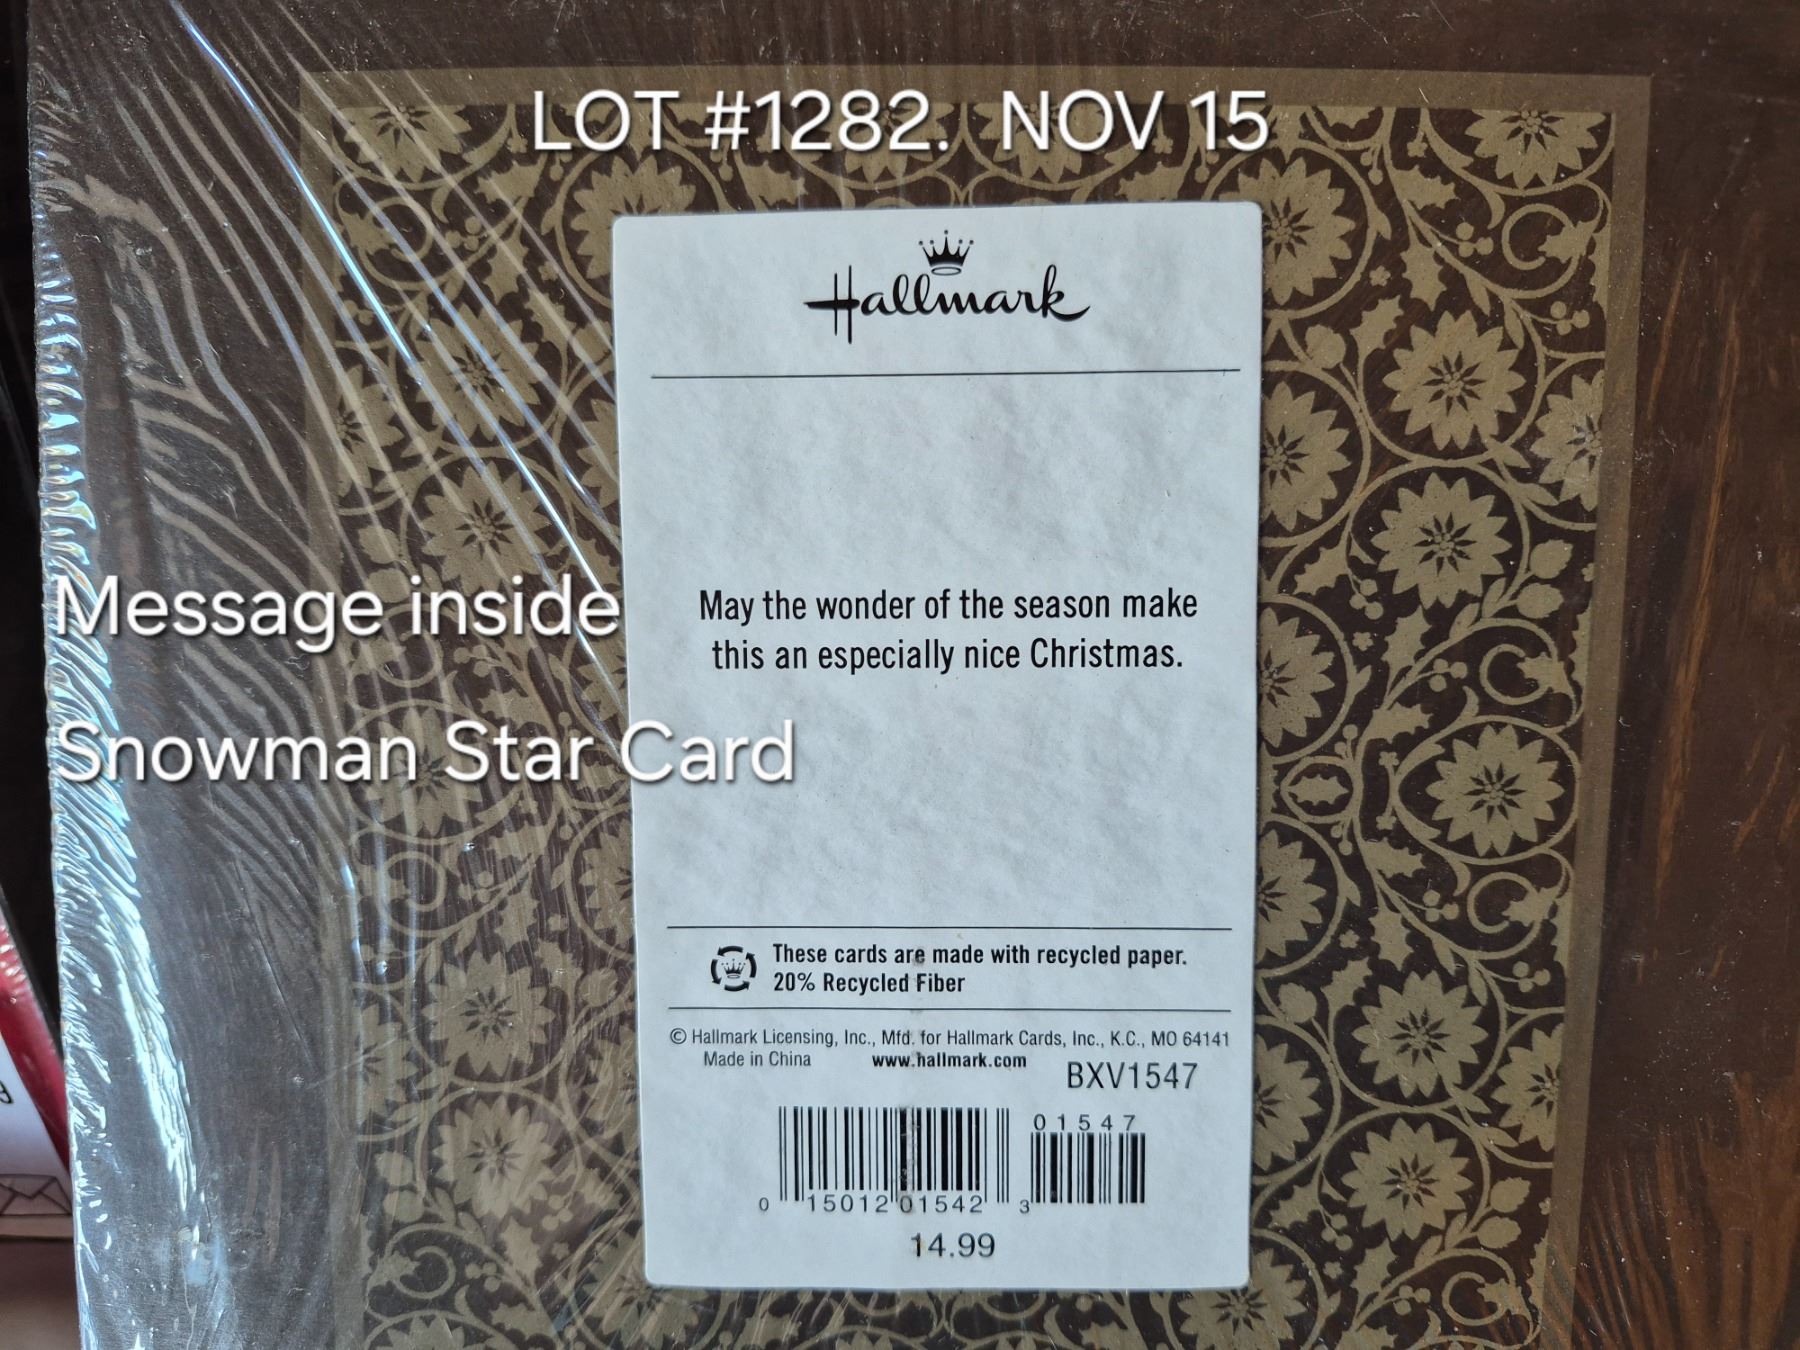 LOT #1282. NOV 15
Hallmark
May the wonder of the season make
this an especially nice Christmas.
Message inside
Snowman Star Card
These cards are made with recycled paper.
20% Recycled Fiber
© Hallmark Licensing, Inc., Mfd. for Hallmark Cards, Inc., K.C., MO 64141
Made in China www.hallmark.com
BXV1547
01547
0 15012 01542 3
14.99